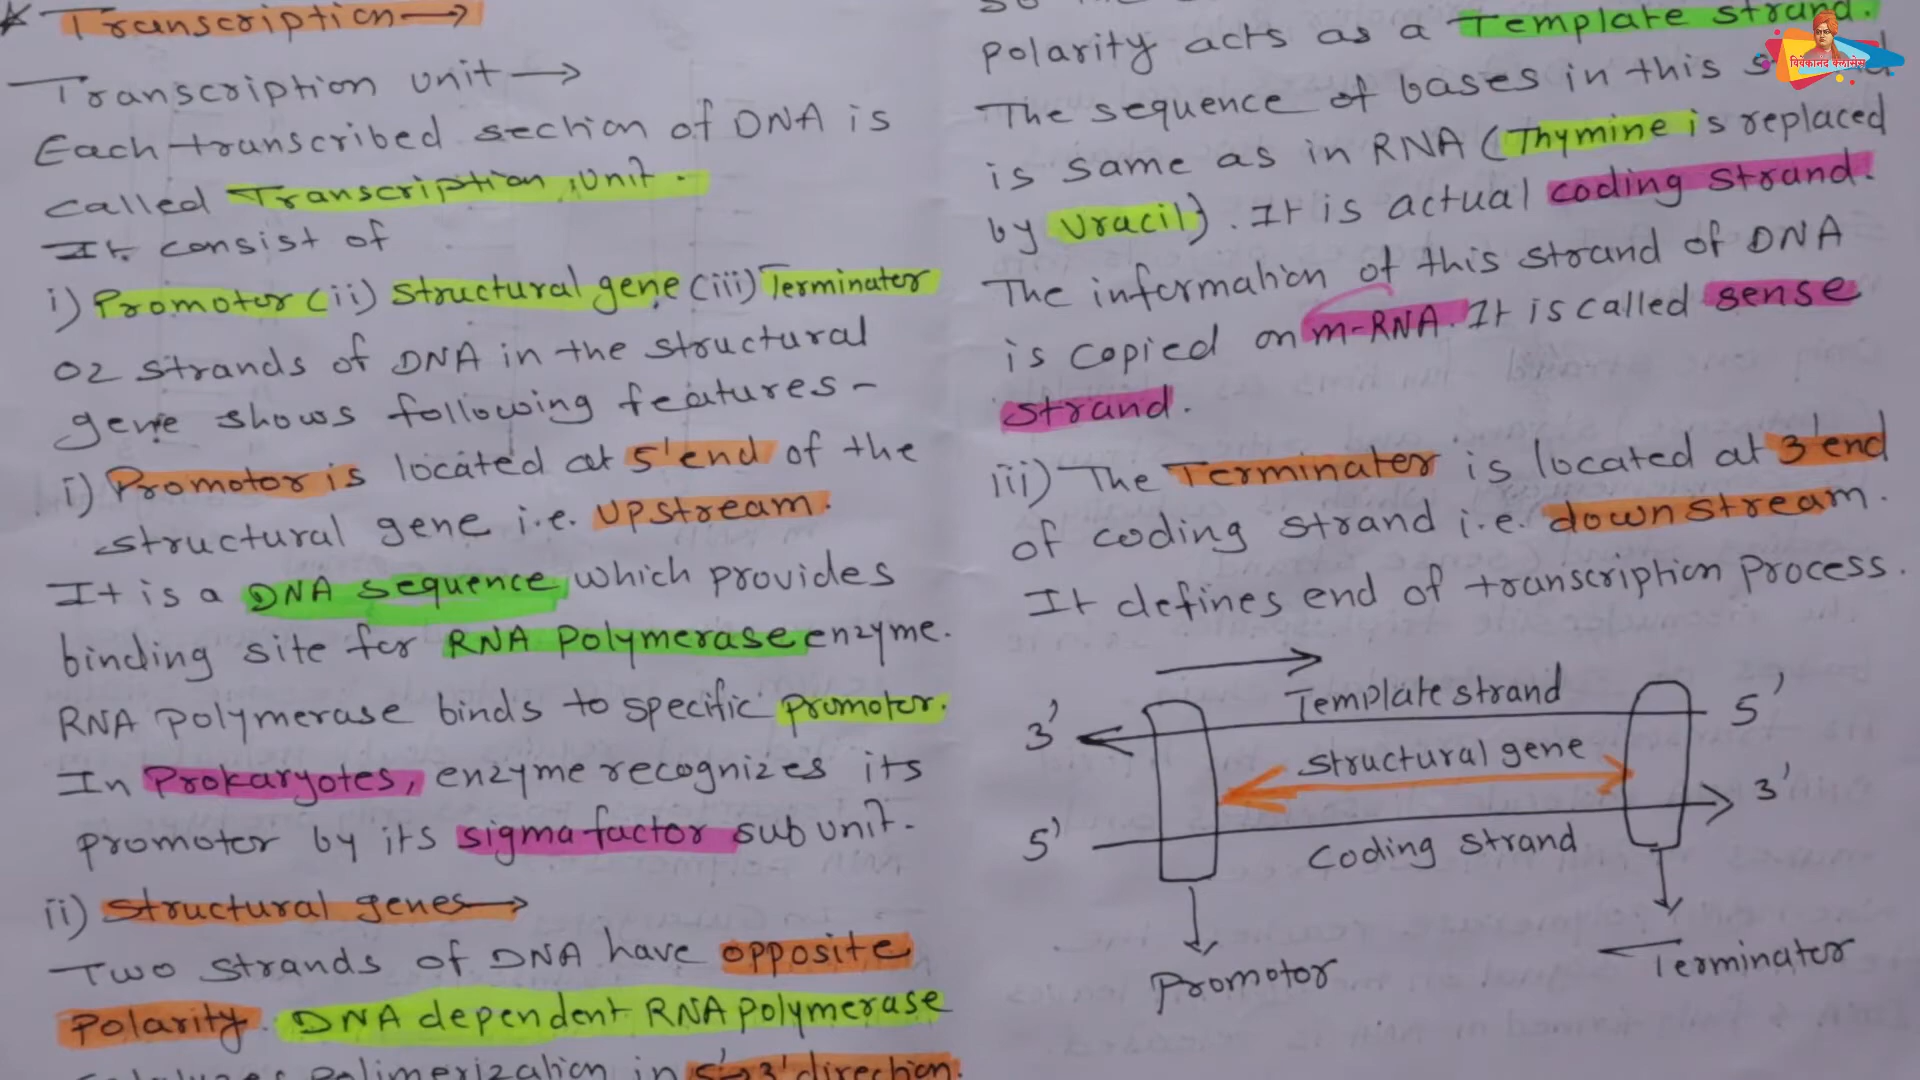 Transcription →
Transcription unit →
Each transcribed section of DNA is
called Transcription unit.
It consist of
i) Promotor (ii) structural gene (iii) Terminator
02 strands of DNA in the structural
gene shows following features -
i) Promotor is located at 5' end of the
structural gene i.e. upstream.
It is a DNA sequence which provides
binding site for RNA polymerase enzyme.
RNA polymerase binds to specific promoter.
In Prokaryotes, enzyme recognizes its
promoter by its sigma factor sub unit.
ii) Structural genes →
Two strands of DNA have opposite
polarity. DNA dependent RNA polymerase
polimerization in 5'→3' direction.
polarity acts as a Template strand.
The sequence of bases in this
is same as in RNA (Thymine is replaced
by Uracil). It is actual coding strand.
The information of this strand of DNA
is copied on m-RNA. It is called sense
strand.
iii) The Terminater is located at 3' end
of coding strand i.e. downstream.
It defines end of transcription process.
Template strand
3' 5'
structural gene
3'
5'
Coding strand
Promotor
Terminator
विवेकानंद क्लासेस